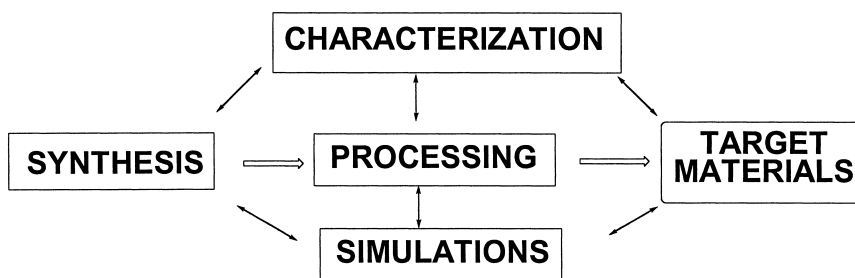 CHARACTERIZATION
SYNTHESIS
PROCESSING
TARGET
MATERIALS
SIMULATIONS